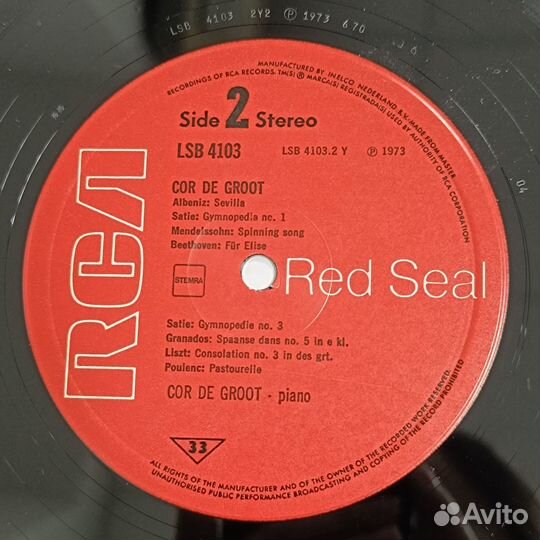 LSB 4103 2Y2 ℗ 1973 670
MANUFACTURED BY INELCO NEDERLAND B.V./MADE FROM MASTER
RECORDINGS OF RCA RECORDS. TM(S) ® MARCA(S) REGISTRADA(S) USED BY AUTHORITY OF RCA CORPORATION
Side 2 Stereo
LSB 4103
LSB 4103.2 Y ℗ 1973
04
RCA
COR DE GROOT
Albeniz: Sevilla
Satie: Gymnopedia no. 1
Mendelssohn: Spinning song
Beethoven: Für Elise
STEMRA
Red Seal
Satie: Gymnopedie no. 3
Granados: Spaanse dans no. 5 in e kl.
Liszt: Consolation no. 3 in des grt.
Poulenc: Pastourelle
COR DE GROOT - piano
33
ALL RIGHTS OF THE MANUFACTURER AND OF THE OWNER OF THE RECORDED WORK RESERVED.
UNAUTHORISED PUBLIC PERFORMANCE BROADCASTING AND COPYING OF THE RECORD PROHIBITED
Avito